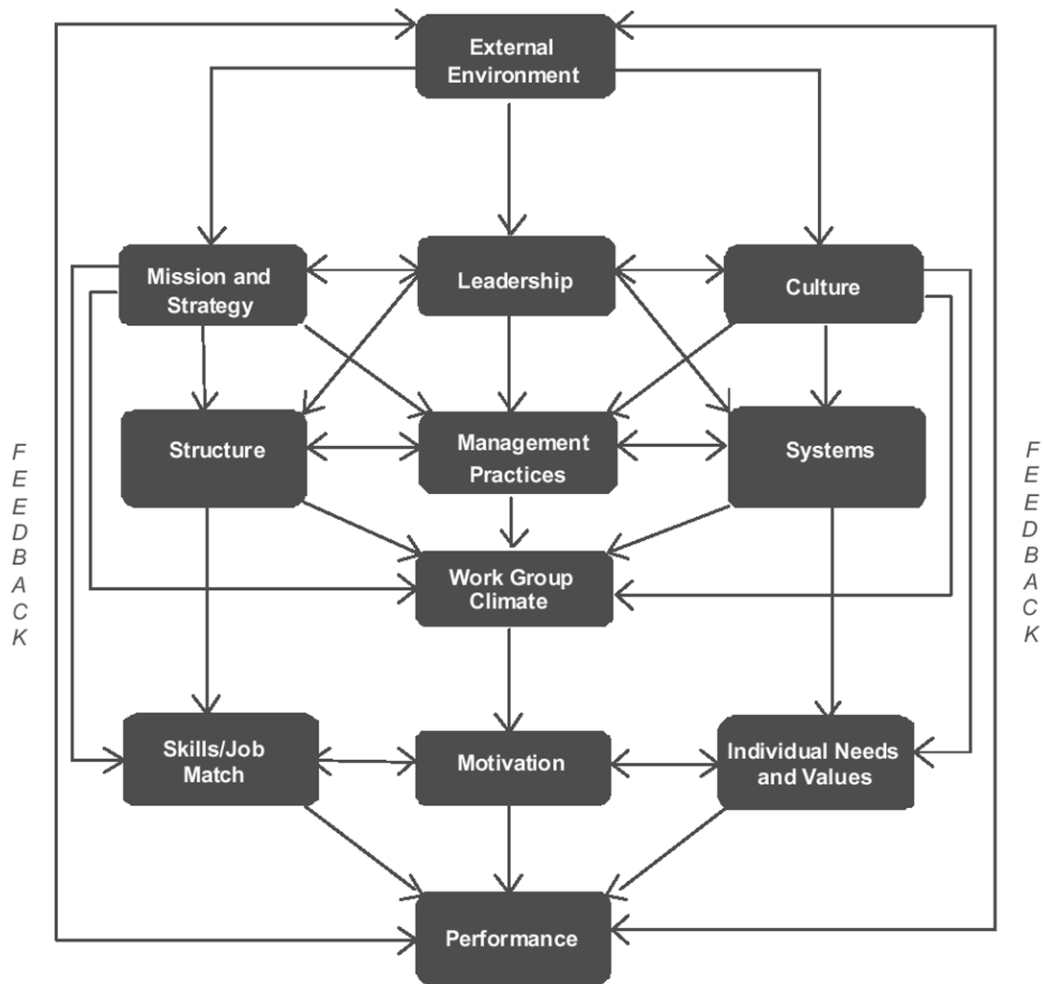 External
Environment
Mission and
Strategy
Leadership
Culture
Structure
Management
Practices
Systems
F
E
E
D
B
A
C
K
F
E
E
D
B
A
C
K
Work Group
Climate
Skills/Job
Match
Motivation
Individual Needs
and Values
Performance